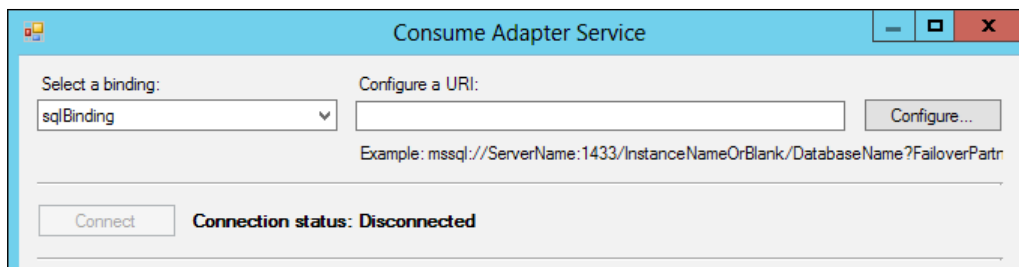 Consume Adapter Service
Select a binding:
Configure a URI:
sqlBinding
Configure...
Example: mssql://ServerName:1433/InstanceNameOrBlank/DatabaseName?FailoverPartn
Connect
Connection status: Disconnected